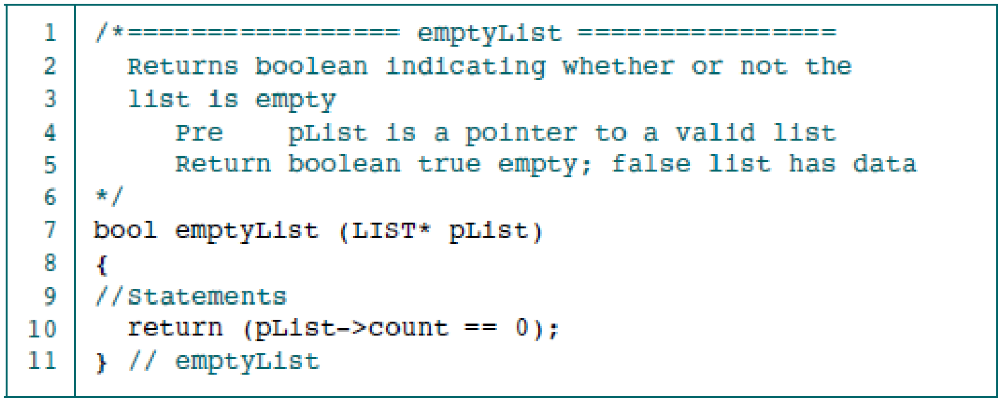 1 /*================= emptyList ================
2 Returns boolean indicating whether or not the
3 list is empty
4 Pre pList is a pointer to a valid list
5 Return boolean true empty; false list has data
6 */
7 bool emptyList (LIST* pList)
8 {
9 //Statements
10 return (pList->count == 0);
11 } // emptyList